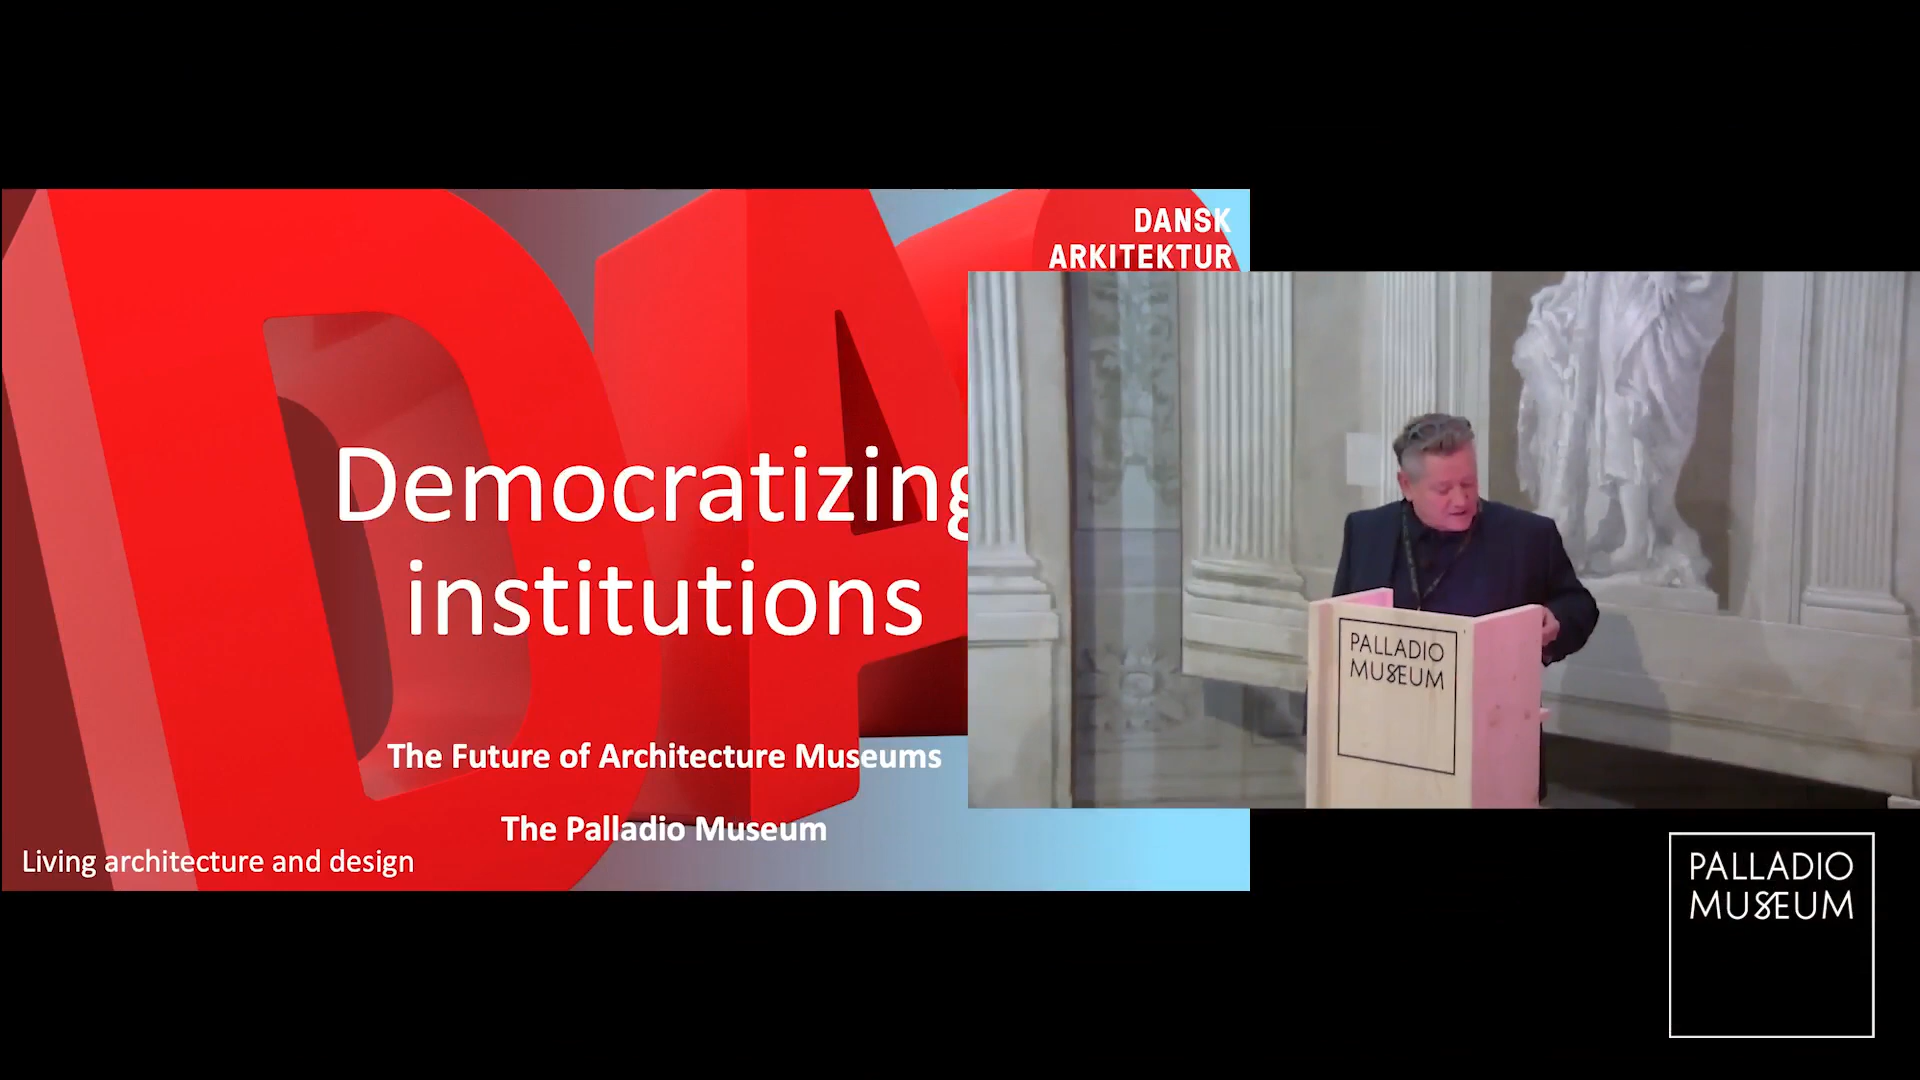 DANSK
ARKITEKTUR
Democratizing
institutions
The Future of Architecture Museums
The Palladio Museum
Living architecture and design
PALLADIO
MUSEUM
PALLADIO
MUSEUM